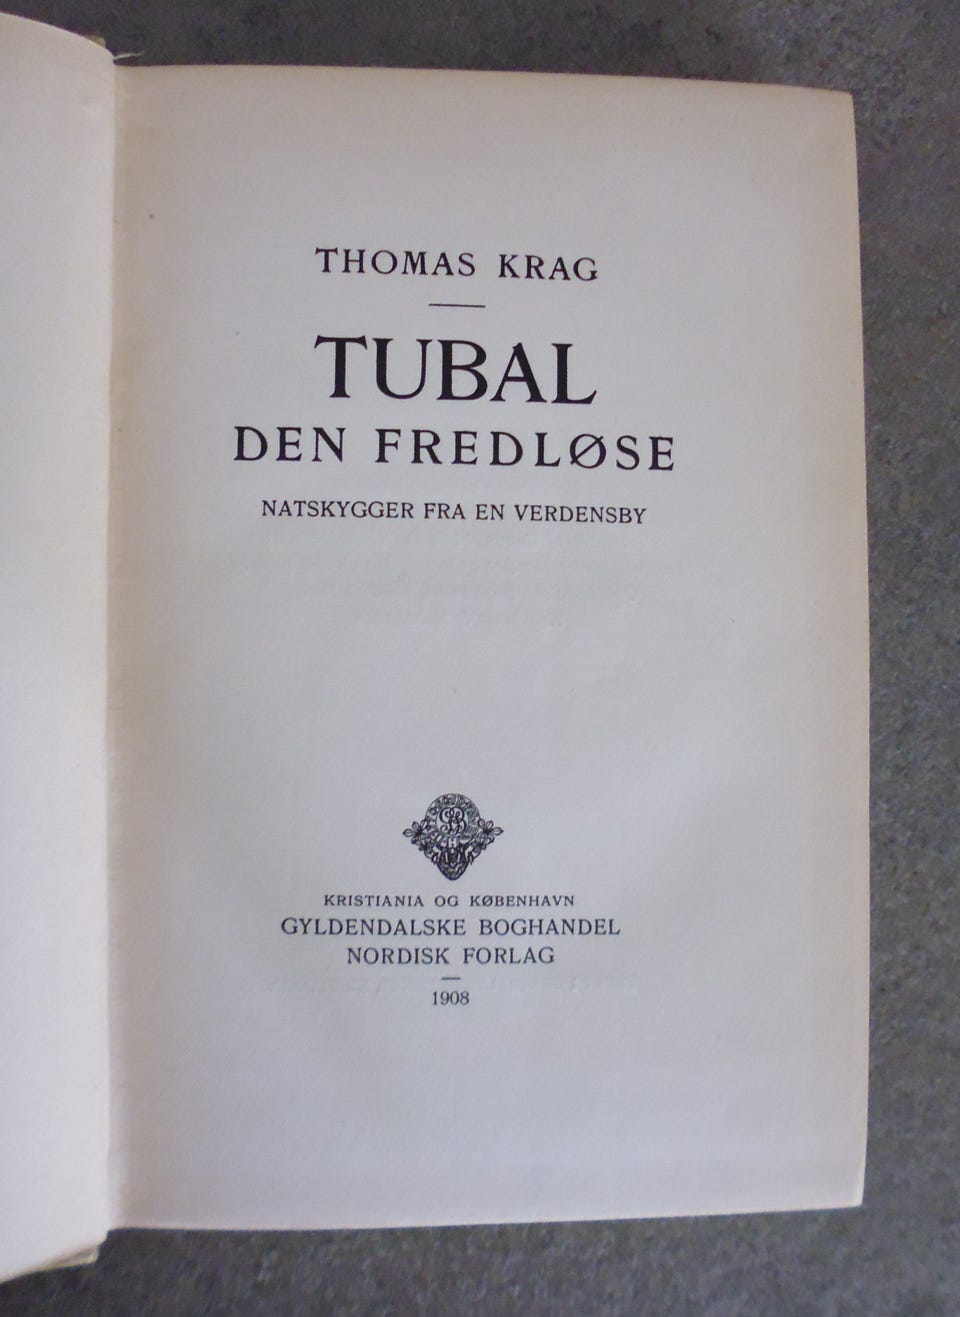 THOMAS KRAG
TUBAL
DEN FREDLØSE
NATSKYGGER FRA EN VERDENSBY
KRISTIANIA OG KØBENHAVN
GYLDENDALSKE BOGHANDEL
NORDISK FORLAG
1908